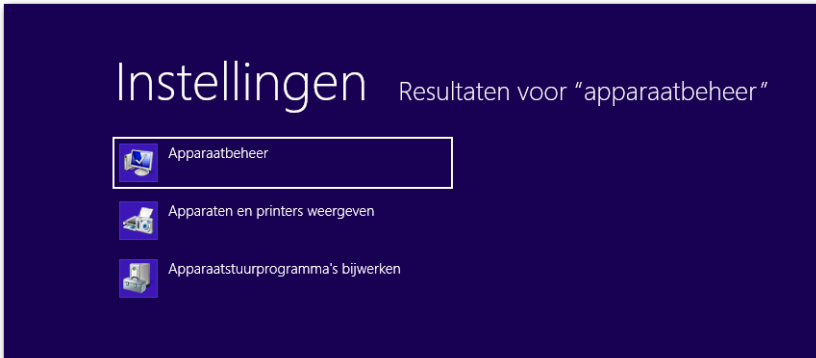 Instellingen Resultaten voor “apparaatbeheer”
Apparaatbeheer
Apparaten en printers weergeven
Apparaatstuurprogramma's bijwerken